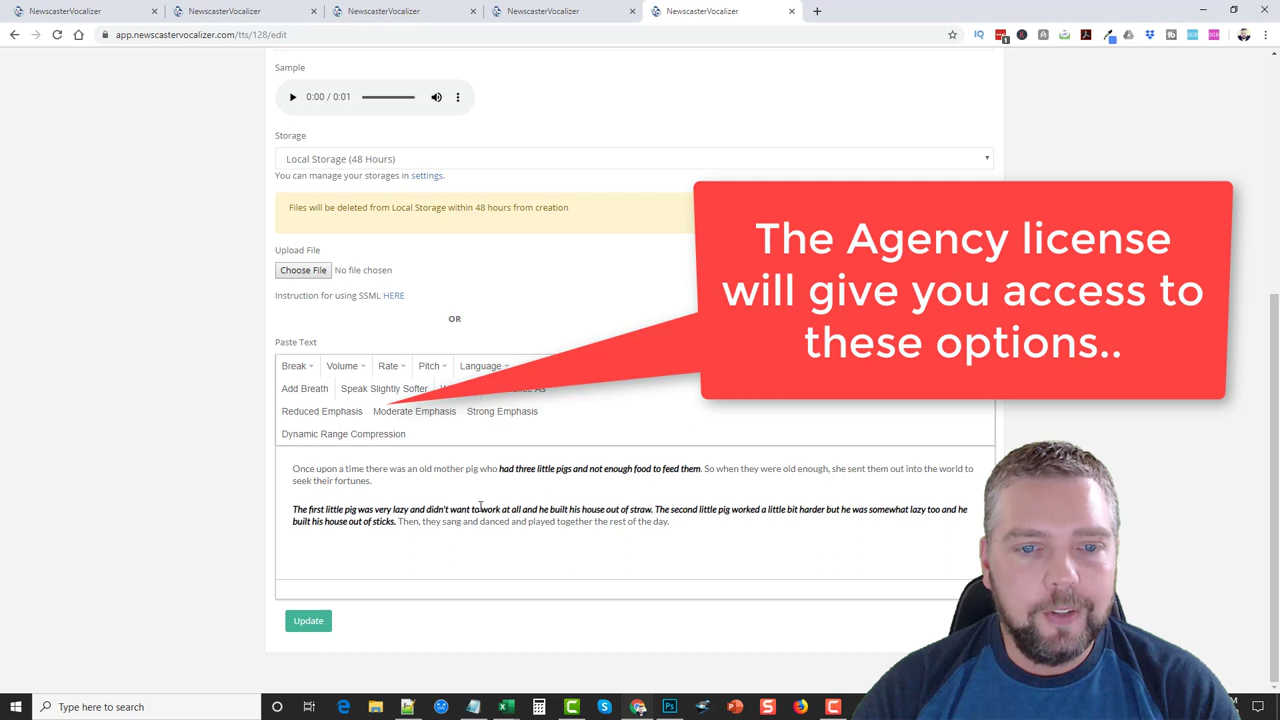 NewscasterVocalizer
NewscasterVocalizer
NewscasterVocalizer
NewscasterVocalizer
NewscasterVocalizer
app.newscastervocalizer.com/tts/128/edit
Sample
0:00 / 0:01
Storage
Local Storage (48 Hours)
You can manage your storages in settings.
Files will be deleted from Local Storage within 48 hours from creation
Upload File
Choose File No file chosen
Instruction for using SSML HERE
OR
Paste Text
The Agency license
will give you access to
these options..
Break Volume Rate Pitch Language
Add Breath Speak Slightly Softer
Reduced Emphasis Moderate Emphasis Strong Emphasis
Dynamic Range Compression
Once upon a time there was an old mother pig who had three little pigs and not enough food to feed them. So when they were old enough, she sent them out into the world to
seek their fortunes.
The first little pig was very lazy and didn't want to work at all and he built his house out of straw. The second little pig worked a little bit harder but he was somewhat lazy too and he
built his house out of sticks. Then, they sang and danced and played together the rest of the day.
Update
Type here to search